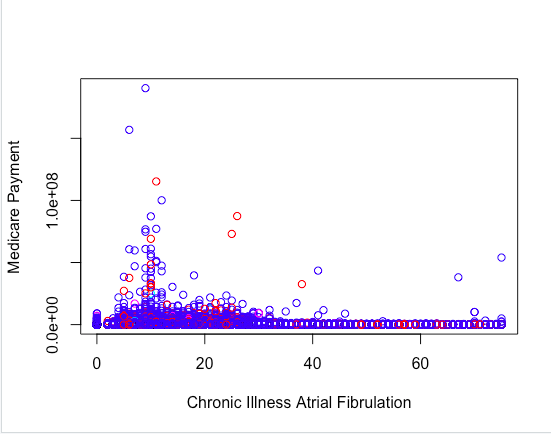 Medicare Payment
1.0e+08
0.0e+00
0
20
40
60
Chronic Illness Atrial Fibrulation